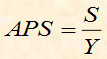 APS = S/Y